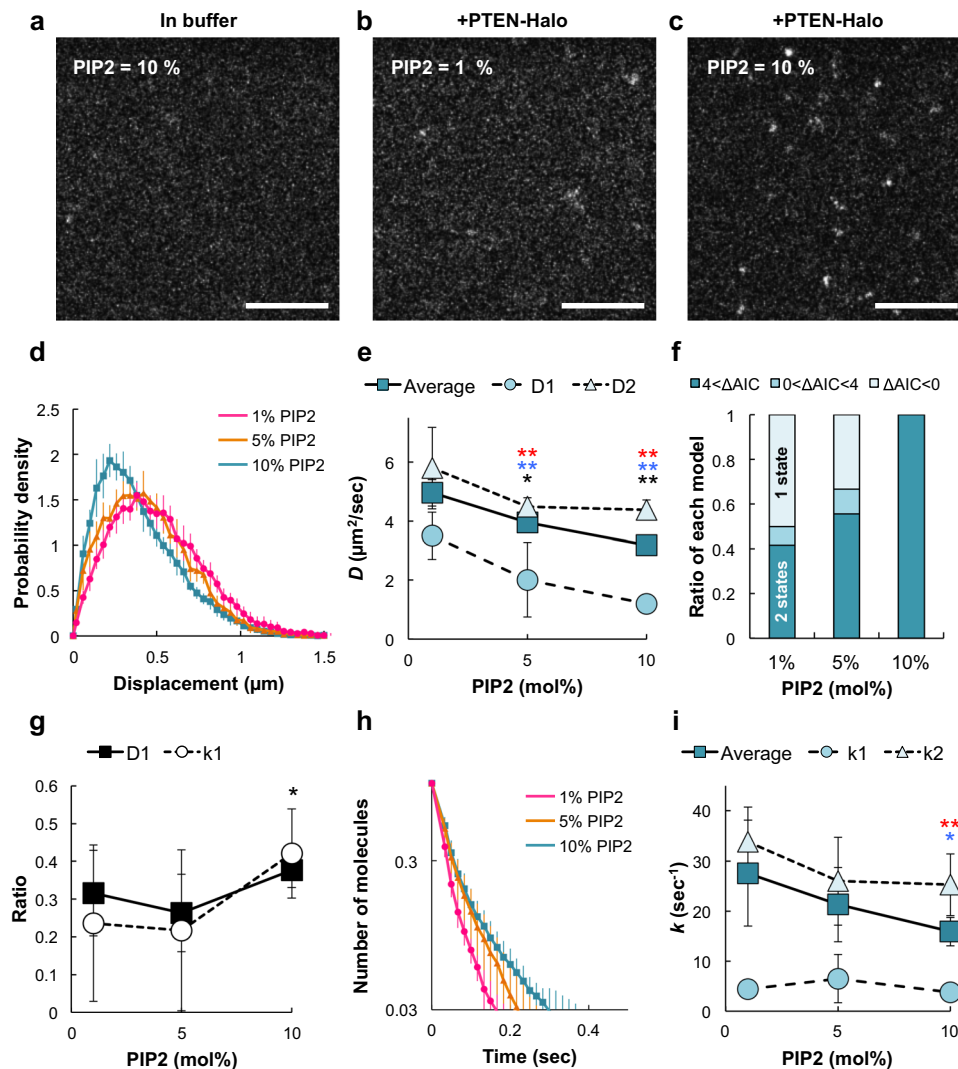 a
In buffer
PIP2 = 10 %
b
+PTEN-Halo
PIP2 = 1 %
c
+PTEN-Halo
PIP2 = 10 %
d
Probability density
2.5
2
1.5
1
0.5
0
1% PIP2
5% PIP2
10% PIP2
0
0.5
1
1.5
Displacement (µm)
e
Average
D1
D2
D (µm²/sec)
6
4
2
0
**
**
*
**
**
**
0
5
10
PIP2 (mol%)
f
4<ΔAIC
0<ΔAIC<4
ΔAIC<0
Ratio of each model
1
0.8
0.6
0.4
0.2
0
1 state
2 states
1%
5%
10%
PIP2 (mol%)
g
D1
k1
Ratio
0.6
0.5
0.4
0.3
0.2
0.1
0
*
0
5
10
PIP2 (mol%)
h
Number of molecules
0.3
0.03
1% PIP2
5% PIP2
10% PIP2
0
0.2
0.4
Time (sec)
i
Average
k1
k2
k (sec⁻¹)
40
30
20
10
0
**
*
0
5
10
PIP2 (mol%)